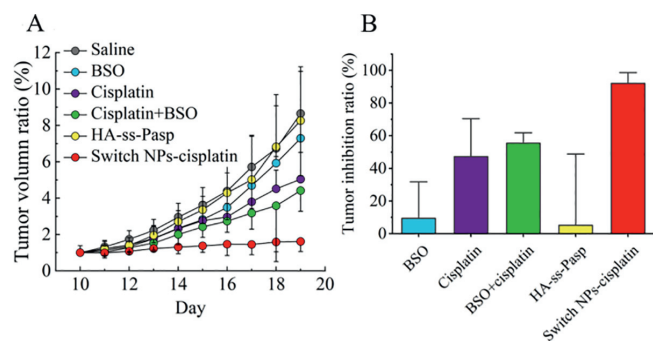 A
Tumor volumn ratio (%)
12
10
8
6
4
2
0
Saline
BSO
Cisplatin
Cisplatin+BSO
HA-ss-Pasp
Switch NPs-cisplatin
10 12 14 16 18 20
Day
B
Tumor inhibition ratio (%)
100
80
60
40
20
0
BSO
Cisplatin
BSO+cisplatin
HA-ss-Pasp
Switch NPs-cisplatin